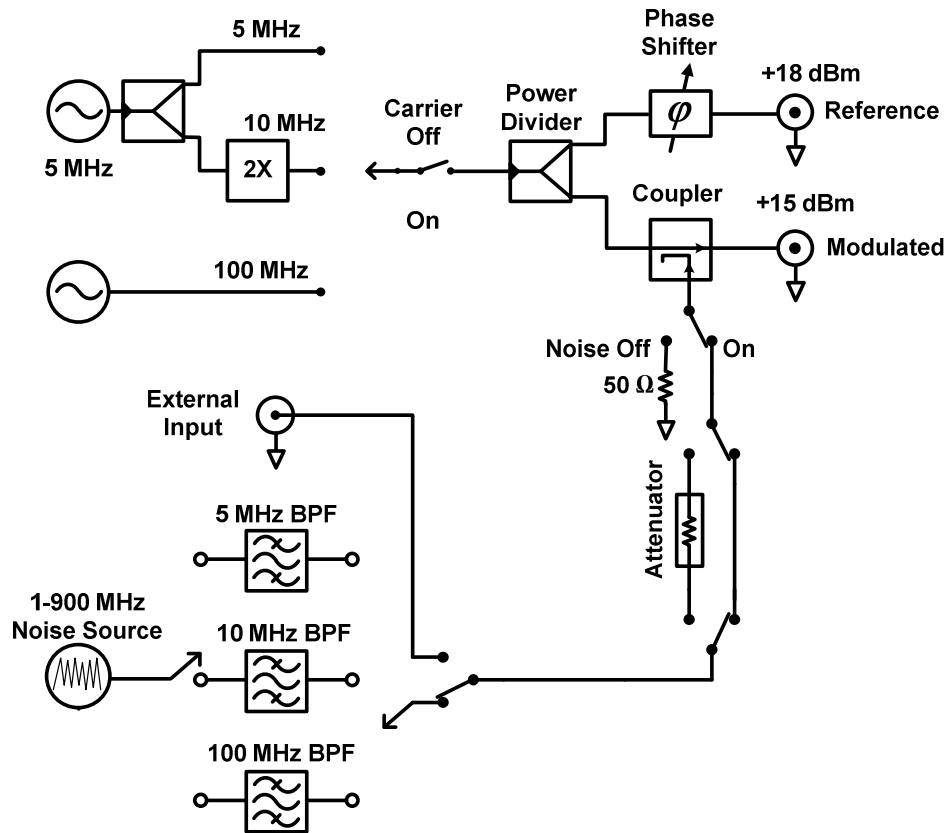 5 MHz
Phase
Shifter
+18 dBm
Reference
5 MHz
10 MHz
2X
Carrier
Off
On
Power
Divider
φ
Coupler
+15 dBm
Modulated
100 MHz
Noise Off
On
50 Ω
External
Input
Attenuator
5 MHz BPF
1-900 MHz
Noise Source
10 MHz BPF
100 MHz BPF